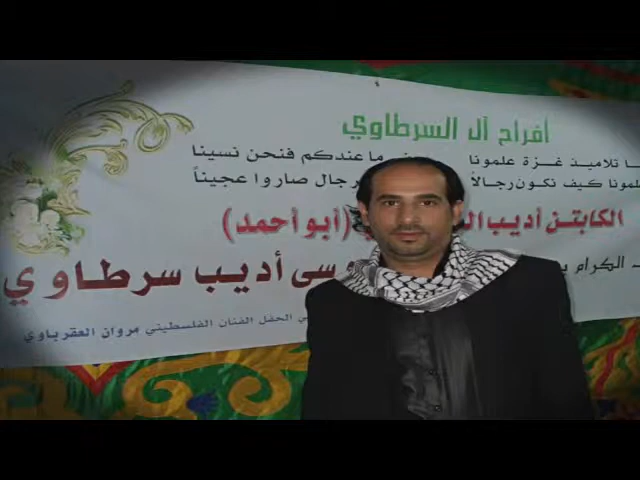 افراح آل السرطاوي
يا تلاميذ غزة علمونا ما عندكم فنحن نسينا
علمونا كيف نكون رجالاً رجال صاروا عجيناً
الكابتن أديب (أبو أحمد)
الكرام
سى أديب سرطاوي
الحفل الفنان الفلسطيني مروان العقرباوي